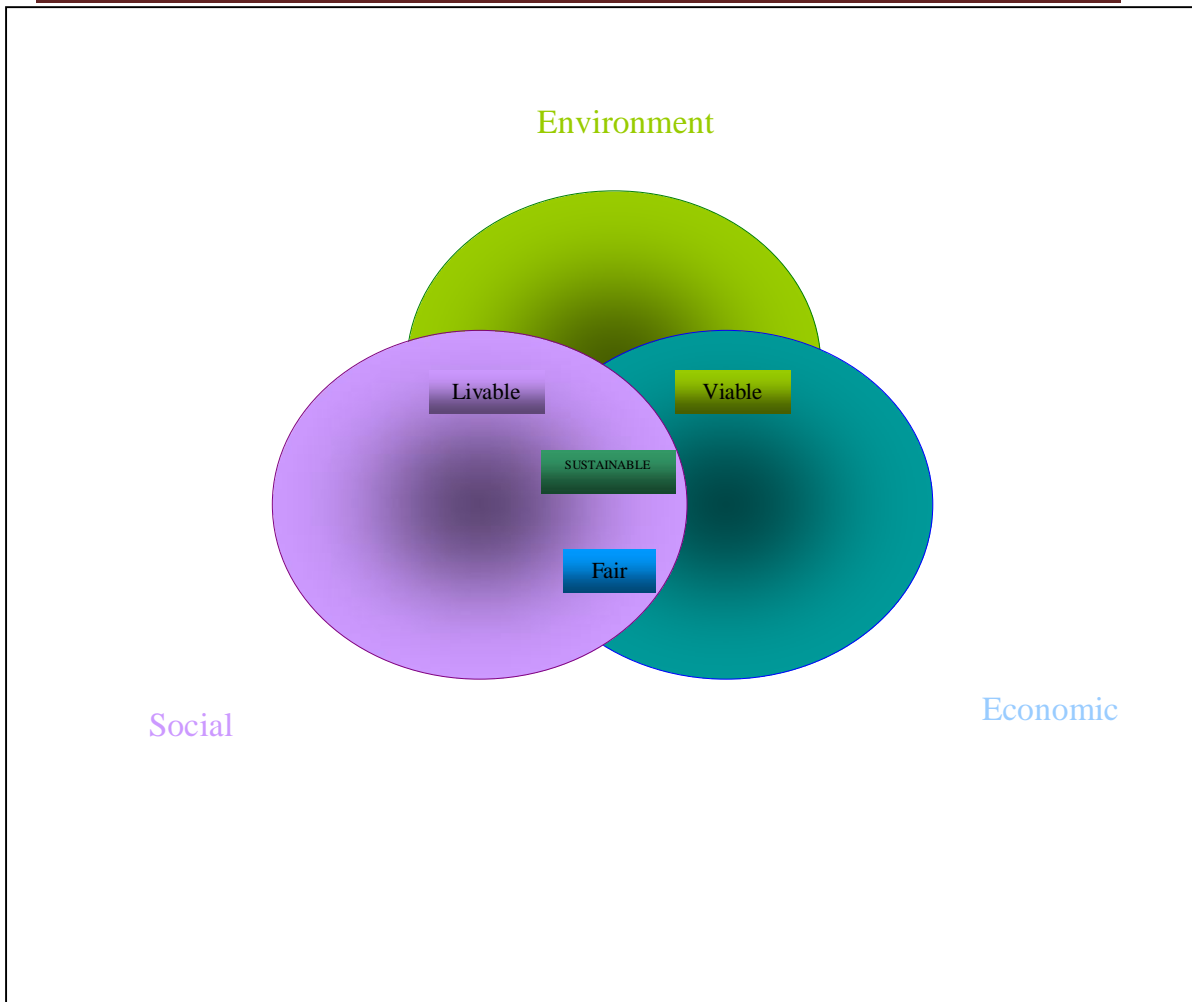 Environment
Livable
Viable
SUSTAINABLE
Fair
Social
Economic